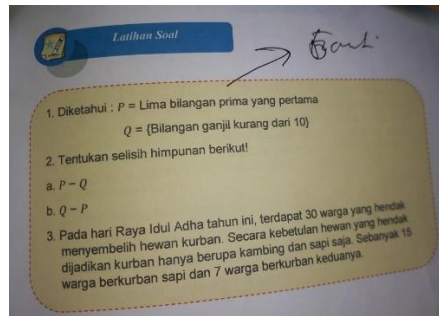 Latihan Soal
1. Diketahui : P = Lima bilangan prima yang pertama
Q = {Bilangan ganjil kurang dari 10}
2. Tentukan selisih himpunan berikut!
a. P - Q
b. Q - P
3. Pada hari Raya Idul Adha tahun ini, terdapat 30 warga yang hendak
menyembelih hewan kurban. Secara kebetulan hewan yang hendak
dijadikan kurban hanya berupa kambing dan sapi saja. Sebanyak 15
warga berkurban sapi dan 7 warga berkurban keduanya.